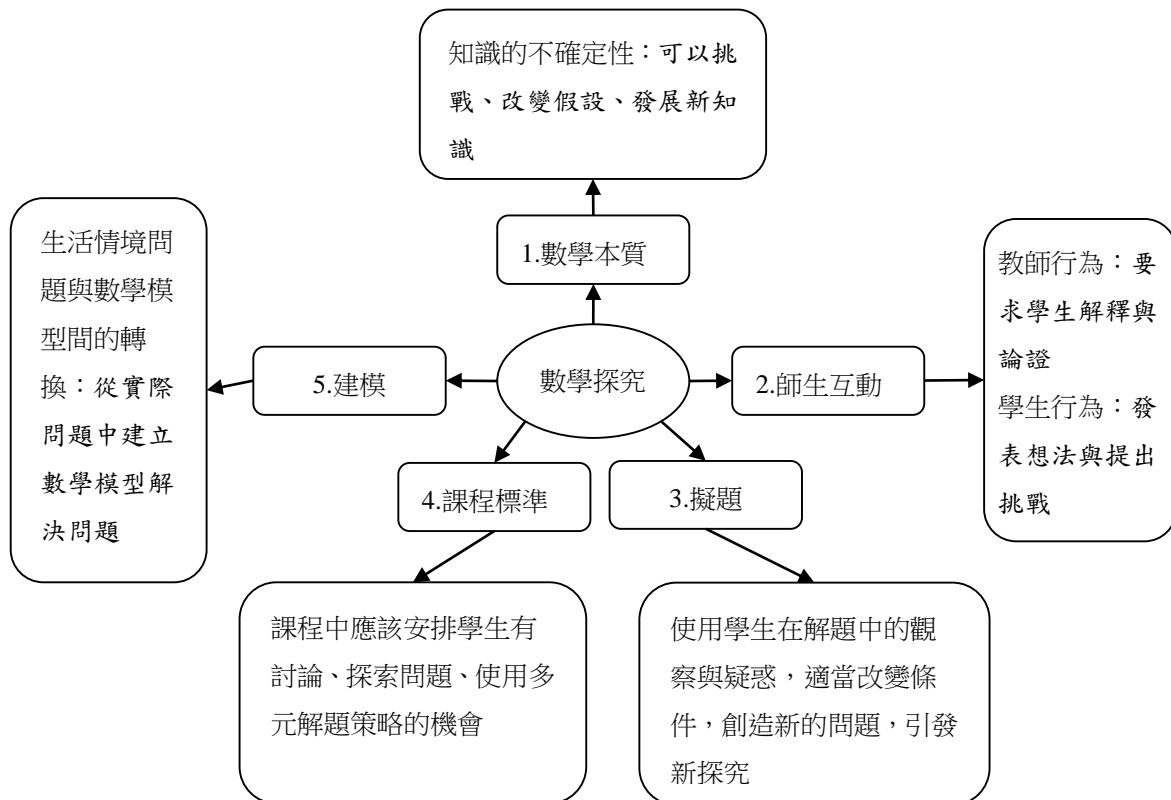 知識的不確定性：可以挑
戰、改變假設、發展新知
識
1.數學本質
生活情境問
題與數學模
型間的轉
換：從實際
問題中建立
數學模型解
決問題
5.建模
數學探究
2.師生互動
教師行為：要
求學生解釋與
論證
學生行為：發
表想法與提出
挑戰
4.課程標準
3.擬題
課程中應該安排學生有
討論、探索問題、使用多
元解題策略的機會
使用學生在解題中的觀
察與疑惑，適當改變條
件，創造新的問題，引發
新探究